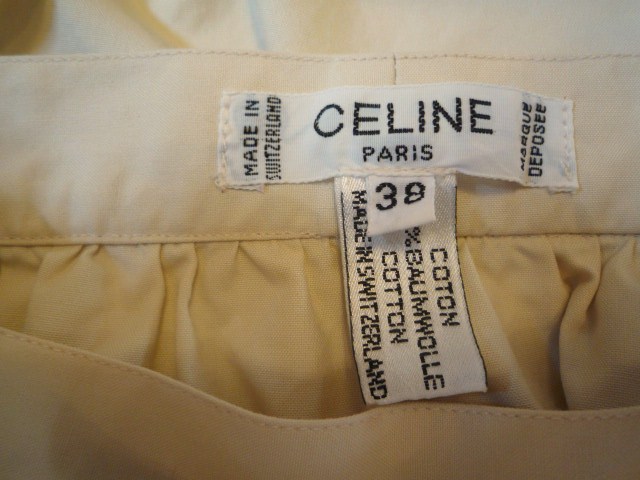 MADE IN
SWITZERLAND
CELINE
PARIS
MARQUE
DEPOSEE
38
COTON
%BAUMWOLLE
COTTON
MADE IN SWITZERLAND